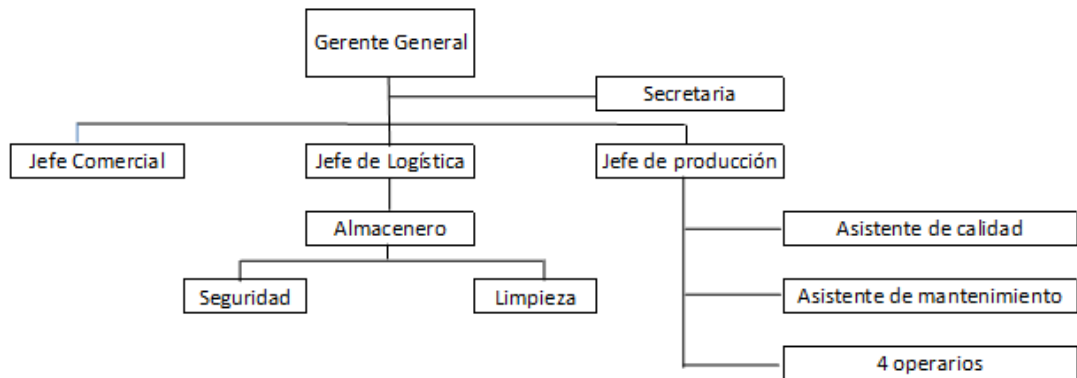 Gerente General
Secretaria
Jefe Comercial
Jefe de Logística
Jefe de producción
Almacenero
Asistente de calidad
Seguridad
Limpieza
Asistente de mantenimiento
4 operarios